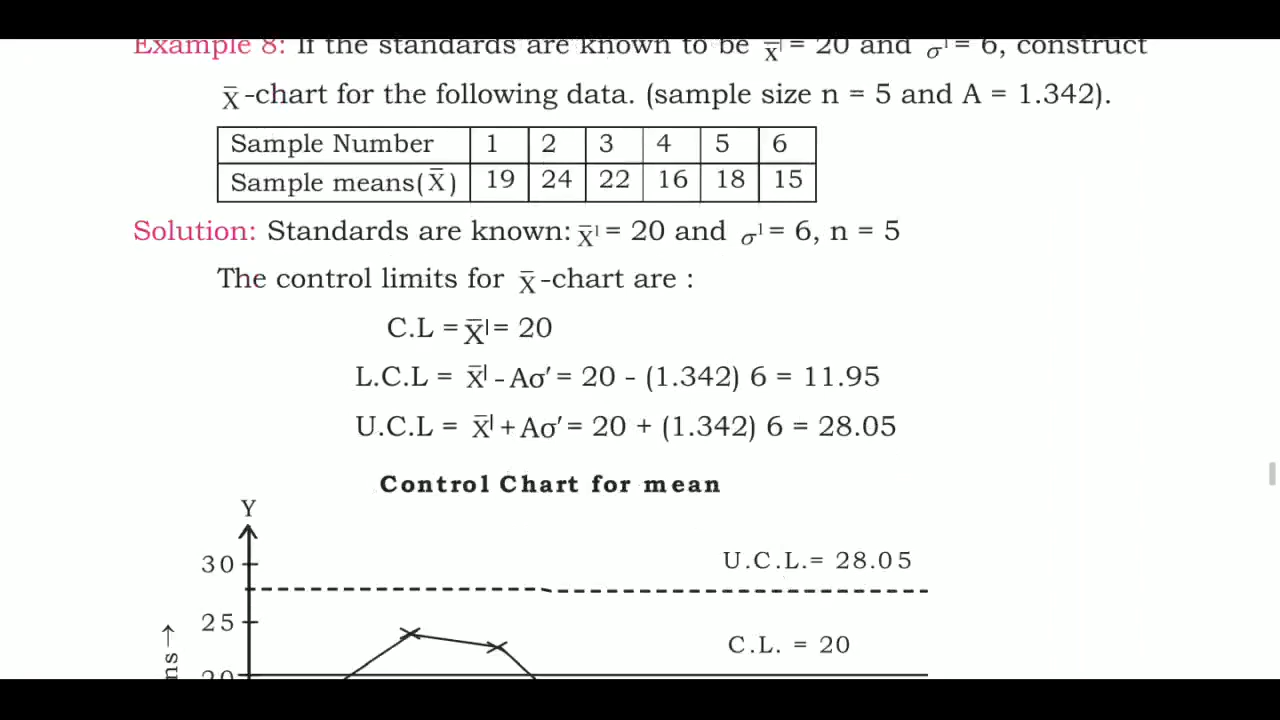 Example 8: If the standards are known to be X̄ˡ = 20 and σˡ = 6, construct
X̄ -chart for the following data. (sample size n = 5 and A = 1.342).
Sample Number 1 2 3 4 5 6
Sample means( X̄ ) 19 24 22 16 18 15
Solution: Standards are known: X̄ˡ = 20 and σˡ = 6, n = 5
The control limits for X̄ -chart are :
C.L = X̄ˡ = 20
L.C.L = X̄ˡ - Aσ′ = 20 - (1.342) 6 = 11.95
U.C.L = X̄ˡ + Aσ′ = 20 + (1.342) 6 = 28.05
Control Chart for mean
Y
30
U.C.L.= 28.05
25
C.L. = 20
20
ns→